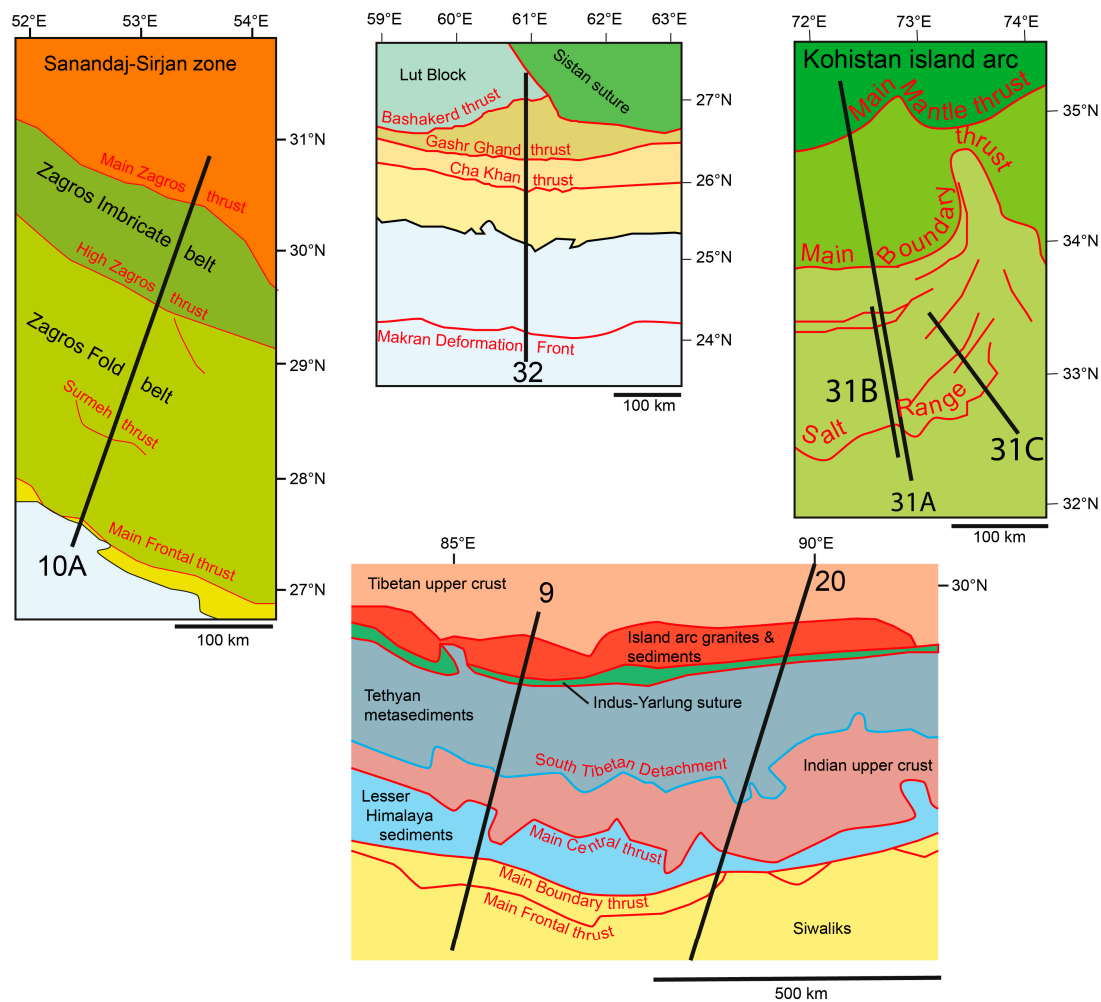 52°E 53°E 54°E
Sanandaj-Sirjan zone
31°N
Main Zagros thrust
Zagros Imbricate belt
30°N
High Zagros thrust
Zagros Fold belt
29°N
Surmeh thrust
28°N
Main Frontal thrust
10A
27°N
100 km
59°E 60°E 61°E 62°E 63°E
Lut Block
Sistan suture
27°N
Bashakerd thrust
Gashr Ghand thrust
Cha Khan thrust
26°N
25°N
24°N
Makran Deformation Front
32
100 km
72°E 73°E 74°E
Kohistan island arc
Main Mantle thrust
35°N
Main Boundary thrust
34°N
33°N
31B
Salt Range
31C
31A
32°N
100 km
85°E 90°E
Tibetan upper crust
9
20
30°N
Island arc granites &
sediments
Indus-Yarlung suture
Tethyan
metasediments
South Tibetan Detachment
Indian upper crust
Lesser
Himalaya
sediments
Main Central thrust
Main Boundary thrust
Main Frontal thrust
Siwaliks
500 km